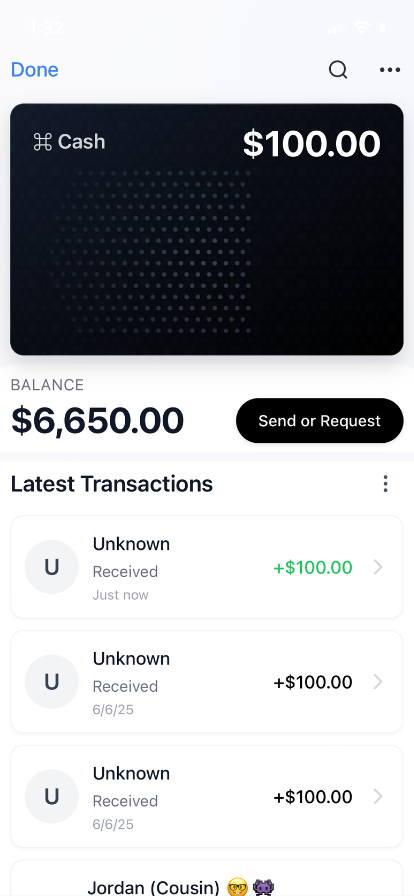 1:32
Done
⌘ Cash
$100.00
BALANCE
$6,650.00
Send or Request
Latest Transactions
U
Unknown
Received
Just now
+$100.00
U
Unknown
Received
6/6/25
+$100.00
U
Unknown
Received
6/6/25
+$100.00
Jordan (Cousin) 🤓👾